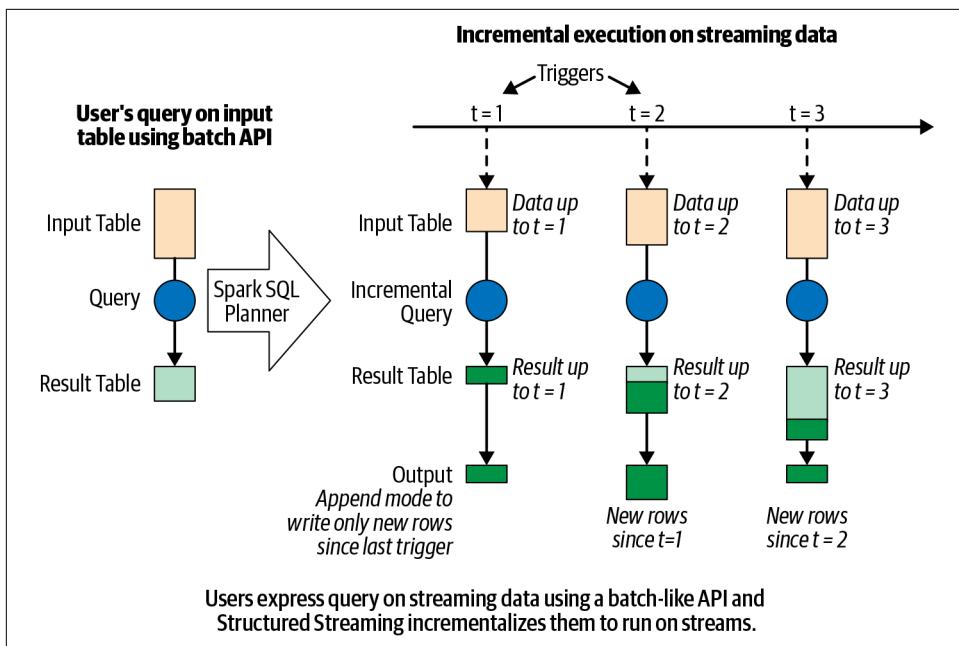 Incremental execution on streaming data
Triggers
User's query on input
table using batch API
t = 1
t = 2
t = 3
Input Table
Query
Result Table
Spark SQL
Planner
Input Table
Data up
to t = 1
Data up
to t = 2
Data up
to t = 3
Incremental
Query
Result Table
Result up
to t = 1
Result up
to t = 2
Result up
to t = 3
Output
Append mode to
write only new rows
since last trigger
New rows
since t=1
New rows
since t = 2
Users express query on streaming data using a batch-like API and
Structured Streaming incrementalizes them to run on streams.